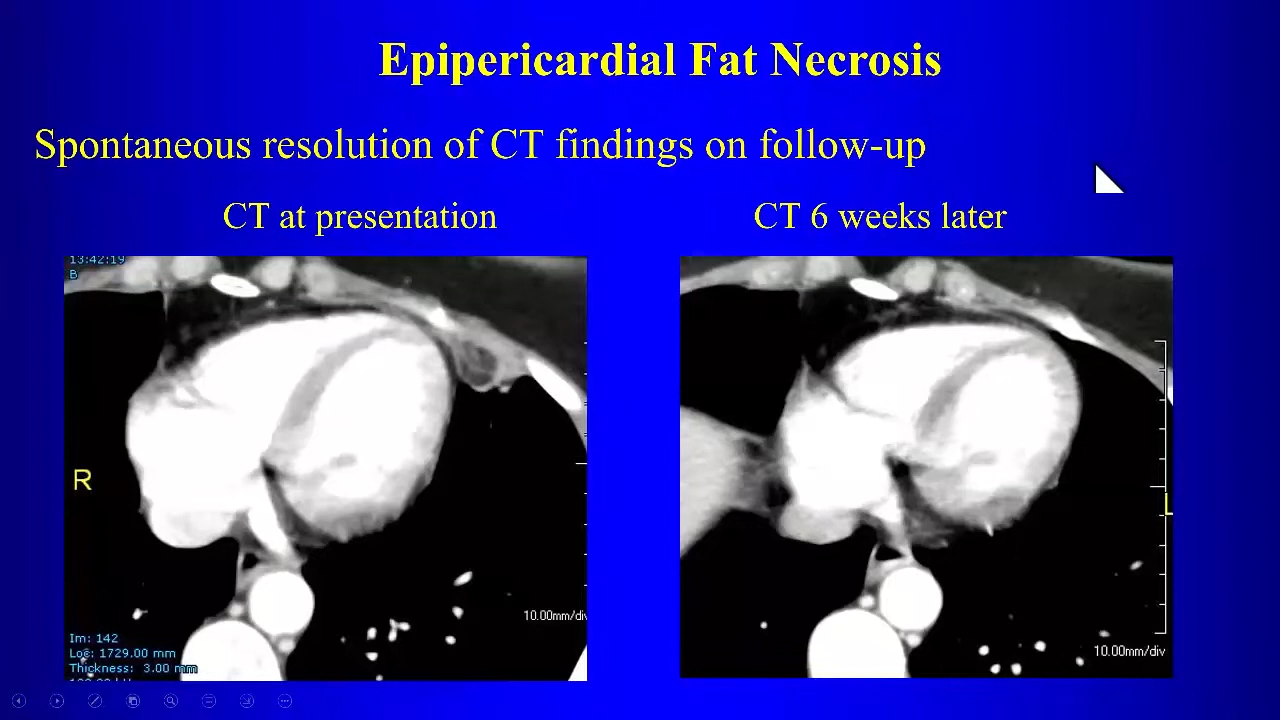 Epipericardial Fat Necrosis
Spontaneous resolution of CT findings on follow-up
CT at presentation
CT 6 weeks later
13:42:19
B
R
L
10.00mm/div
10.00mm/div
Im: 142
Loc: 1729.00 mm
Thickness: 3.00 mm